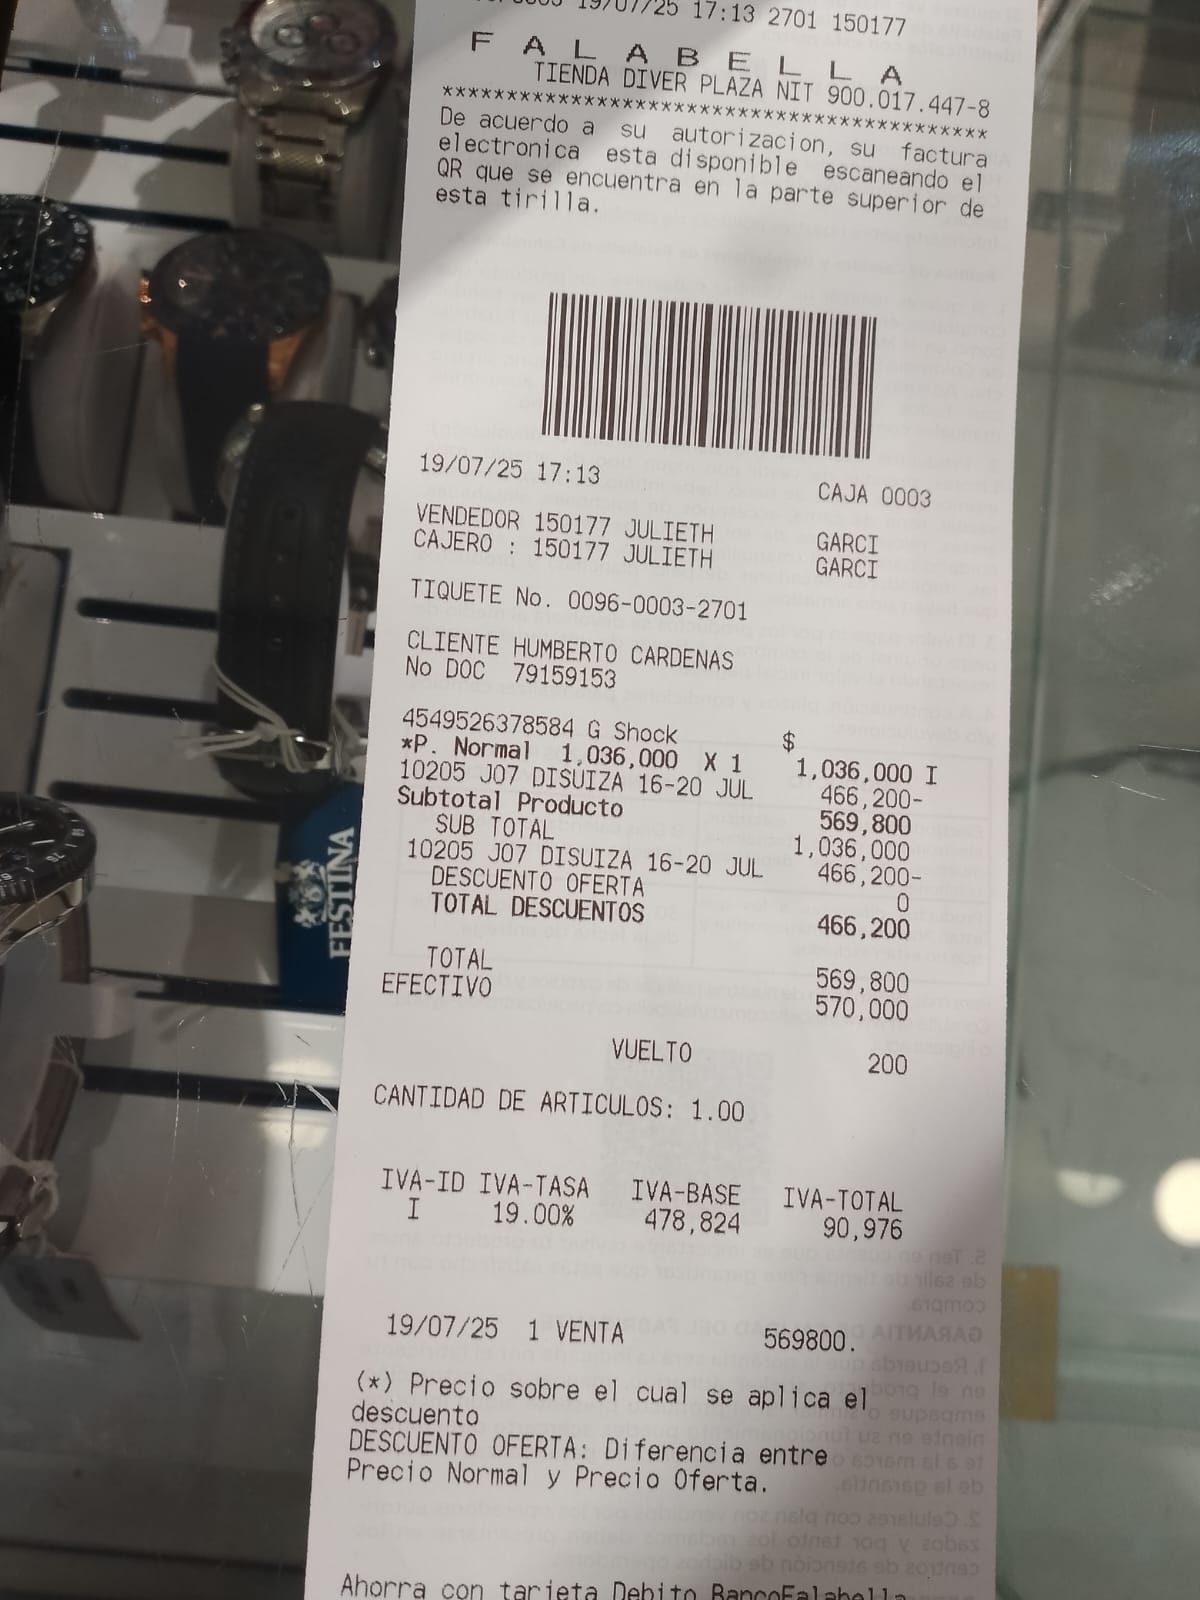 19/07/25 17:13 2701 150177
FALABELLA
TIENDA DIVER PLAZA NIT 900.017.447-8
******************************************
De acuerdo a su autorizacion, su factura
electronica esta disponible escaneando el
QR que se encuentra en la parte superior de
esta tirilla.
19/07/25 17:13 CAJA 0003
VENDEDOR 150177 JULIETH GARCI
CAJERO : 150177 JULIETH GARCI
TIQUETE No. 0096-0003-2701
CLIENTE HUMBERTO CARDENAS
No DOC 79159153
4549526378584 G Shock $
*P. Normal 1,036,000 X 1 1,036,000 I
10205 J07 DISUIZA 16-20 JUL 466,200-
Subtotal Producto 569,800
SUB TOTAL 1,036,000
10205 J07 DISUIZA 16-20 JUL 466,200-
DESCUENTO OFERTA 0
TOTAL DESCUENTOS 466,200
TOTAL 569,800
EFECTIVO 570,000
VUELTO 200
CANTIDAD DE ARTICULOS: 1.00
IVA-ID IVA-TASA IVA-BASE IVA-TOTAL
I 19.00% 478,824 90,976
19/07/25 1 VENTA 569800.
(*) Precio sobre el cual se aplica el
descuento
DESCUENTO OFERTA: Diferencia entre
Precio Normal y Precio Oferta.
Ahorra con tarjeta Debito BancoFalabella
FESTINA